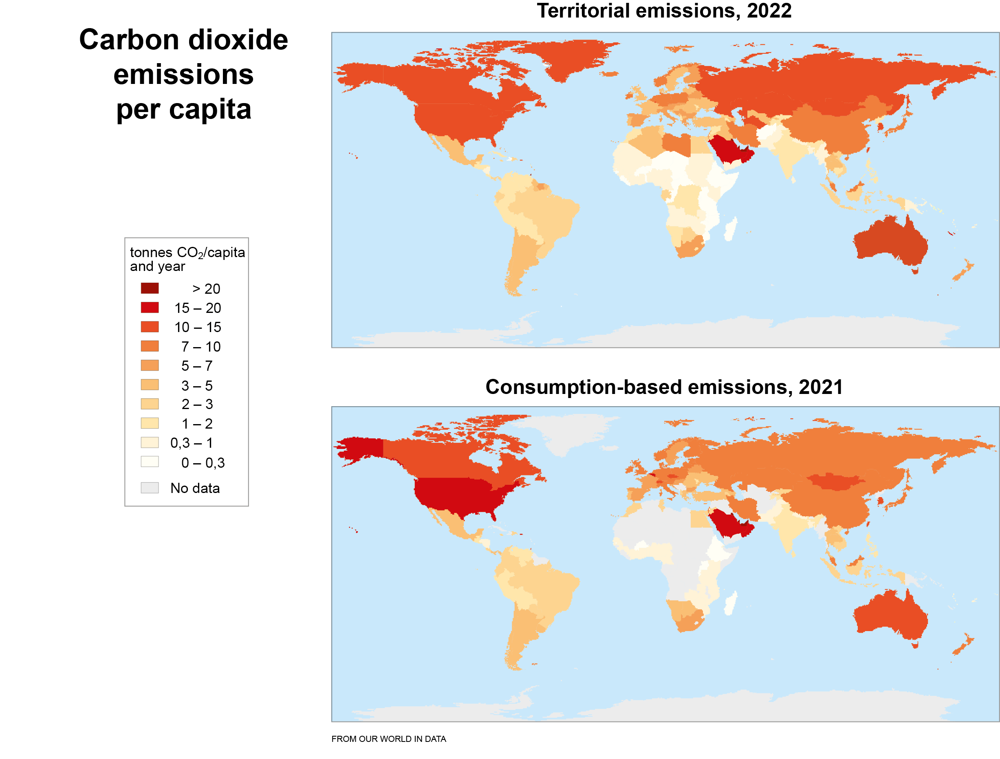 Carbon dioxide
emissions
per capita
Territorial emissions, 2022
tonnes CO₂/capita
and year
> 20
15 – 20
10 – 15
7 – 10
5 – 7
3 – 5
2 – 3
1 – 2
0,3 – 1
0 – 0,3
No data
Consumption-based emissions, 2021
FROM OUR WORLD IN DATA